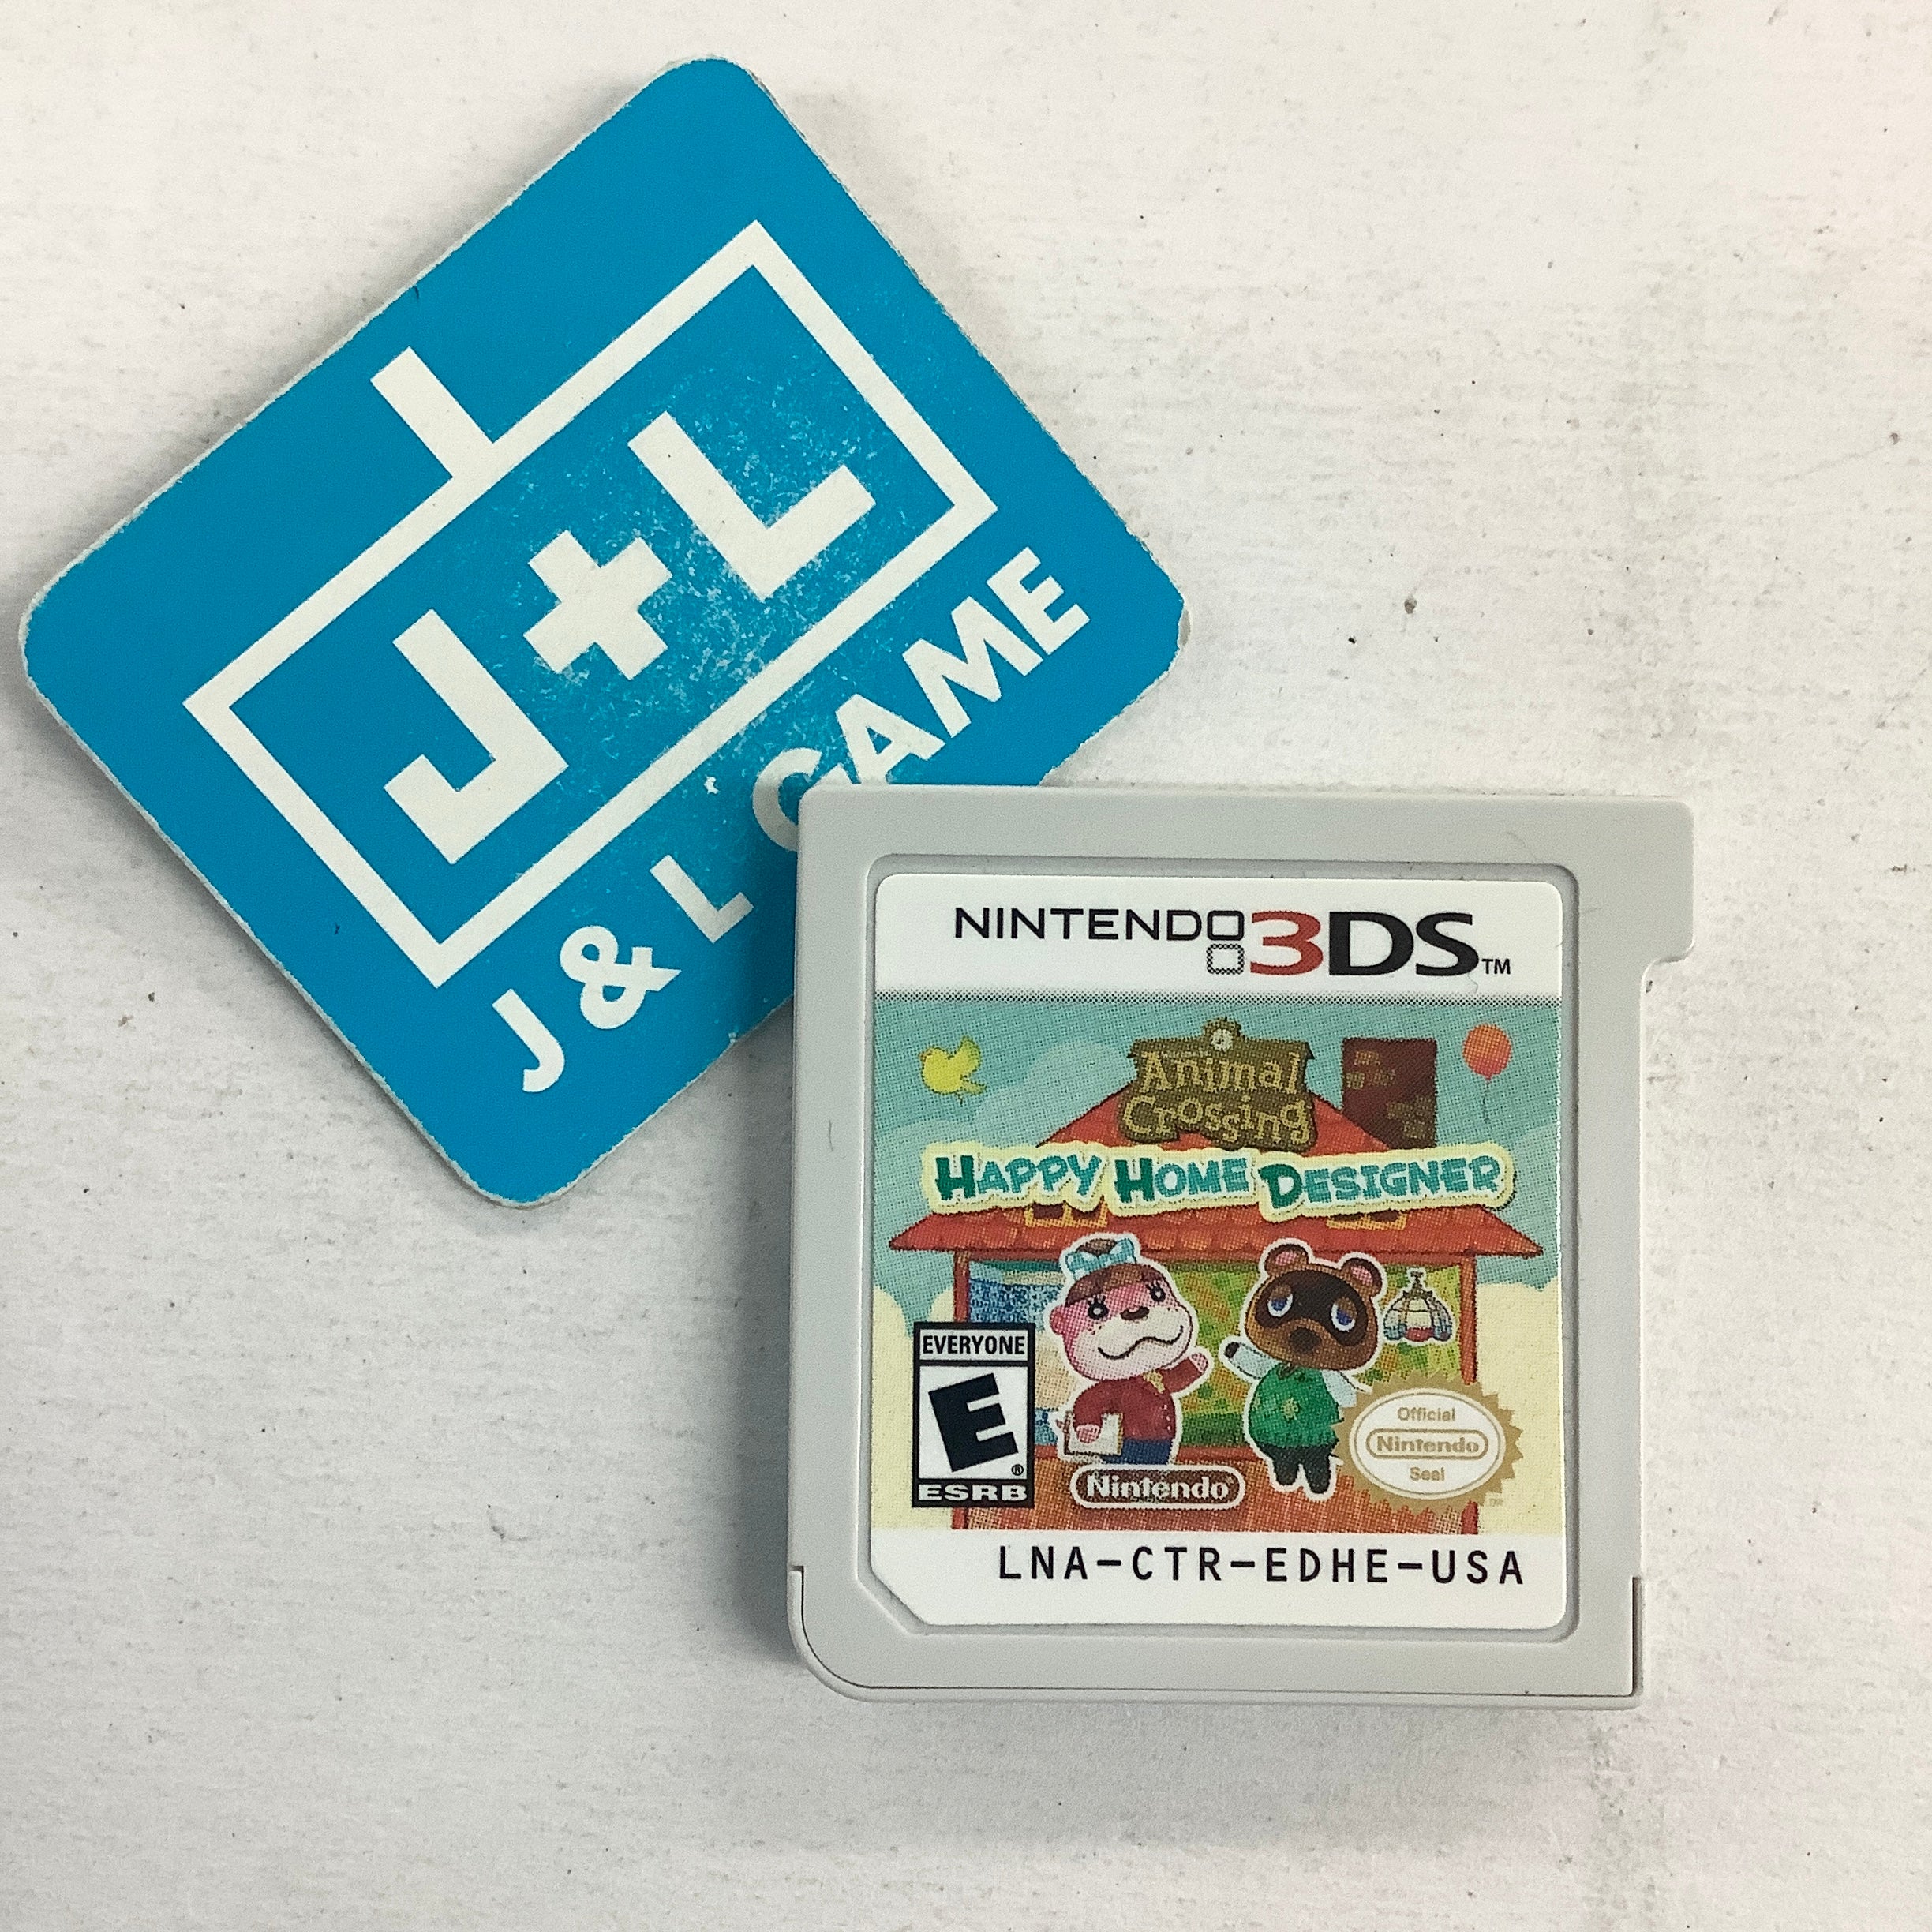 J+L
J & L GAME
NINTENDO 3DS™
Animal
Crossing
HAPPY HOME DESIGNER
EVERYONE
E®
ESRB
Nintendo
Official
Nintendo
Seal
LNA-CTR-EDHE-USA